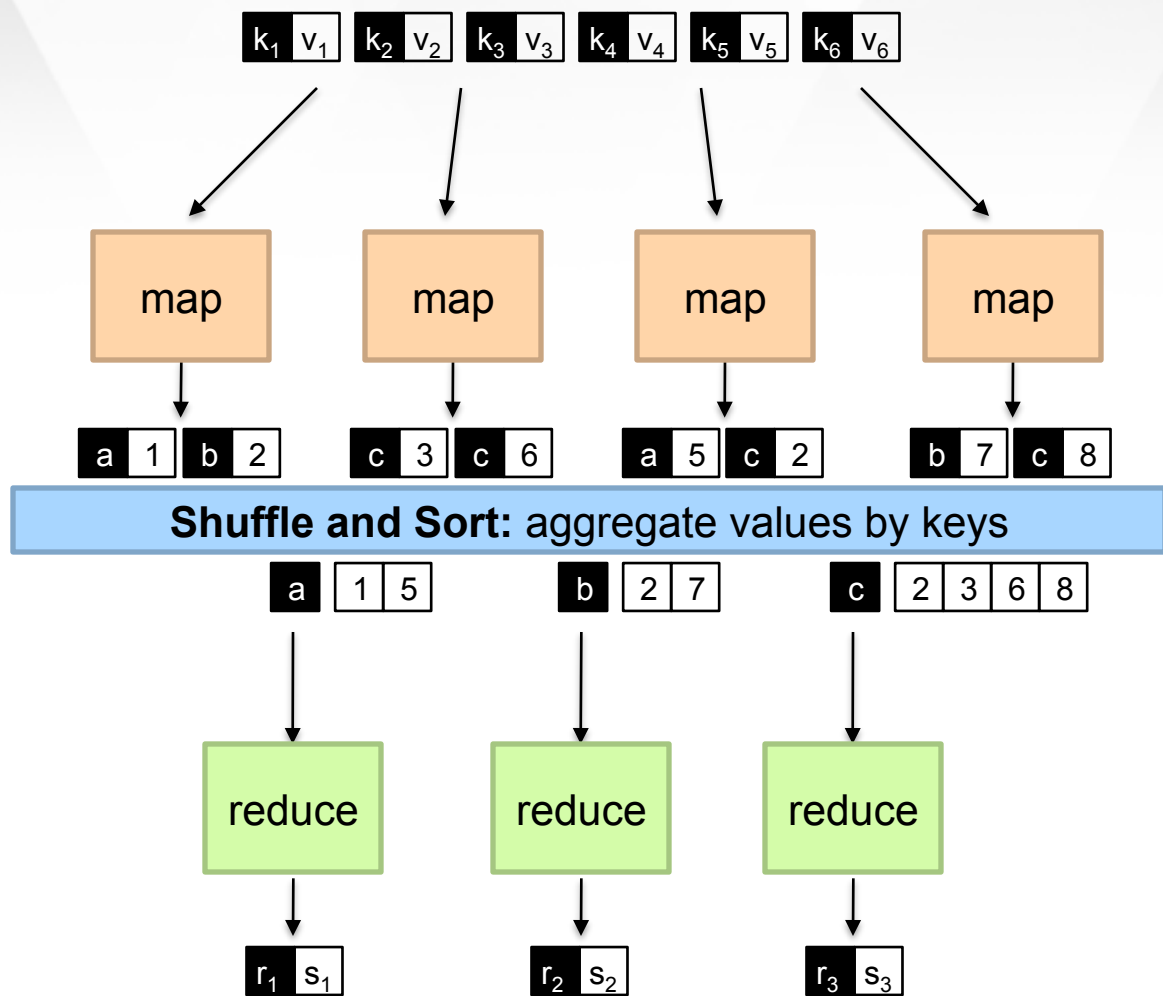 k1 v1 k2 v2 k3 v3 k4 v4 k5 v5 k6 v6
map map map map
a 1 b 2 c 3 c 6 a 5 c 2 b 7 c 8
Shuffle and Sort: aggregate values by keys
a 1 5 b 2 7 c 2 3 6 8
reduce reduce reduce
r1 s1 r2 s2 r3 s3